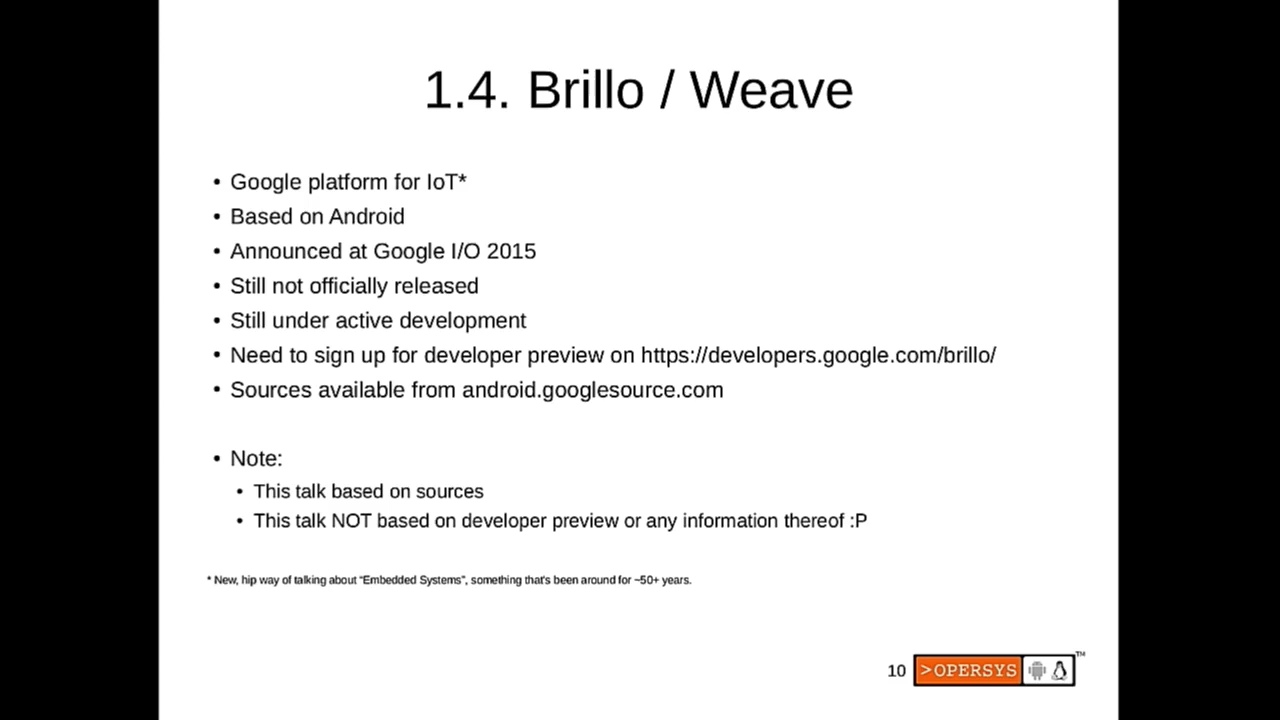 1.4. Brillo / Weave
• Google platform for IoT*
• Based on Android
• Announced at Google I/O 2015
• Still not officially released
• Still under active development
• Need to sign up for developer preview on https://developers.google.com/brillo/
• Sources available from android.googlesource.com
• Note:
• This talk based on sources
• This talk NOT based on developer preview or any information thereof :P
* New, hip way of talking about “Embedded Systems”, something that's been around for ~50+ years.
10 >OPERSYS ™